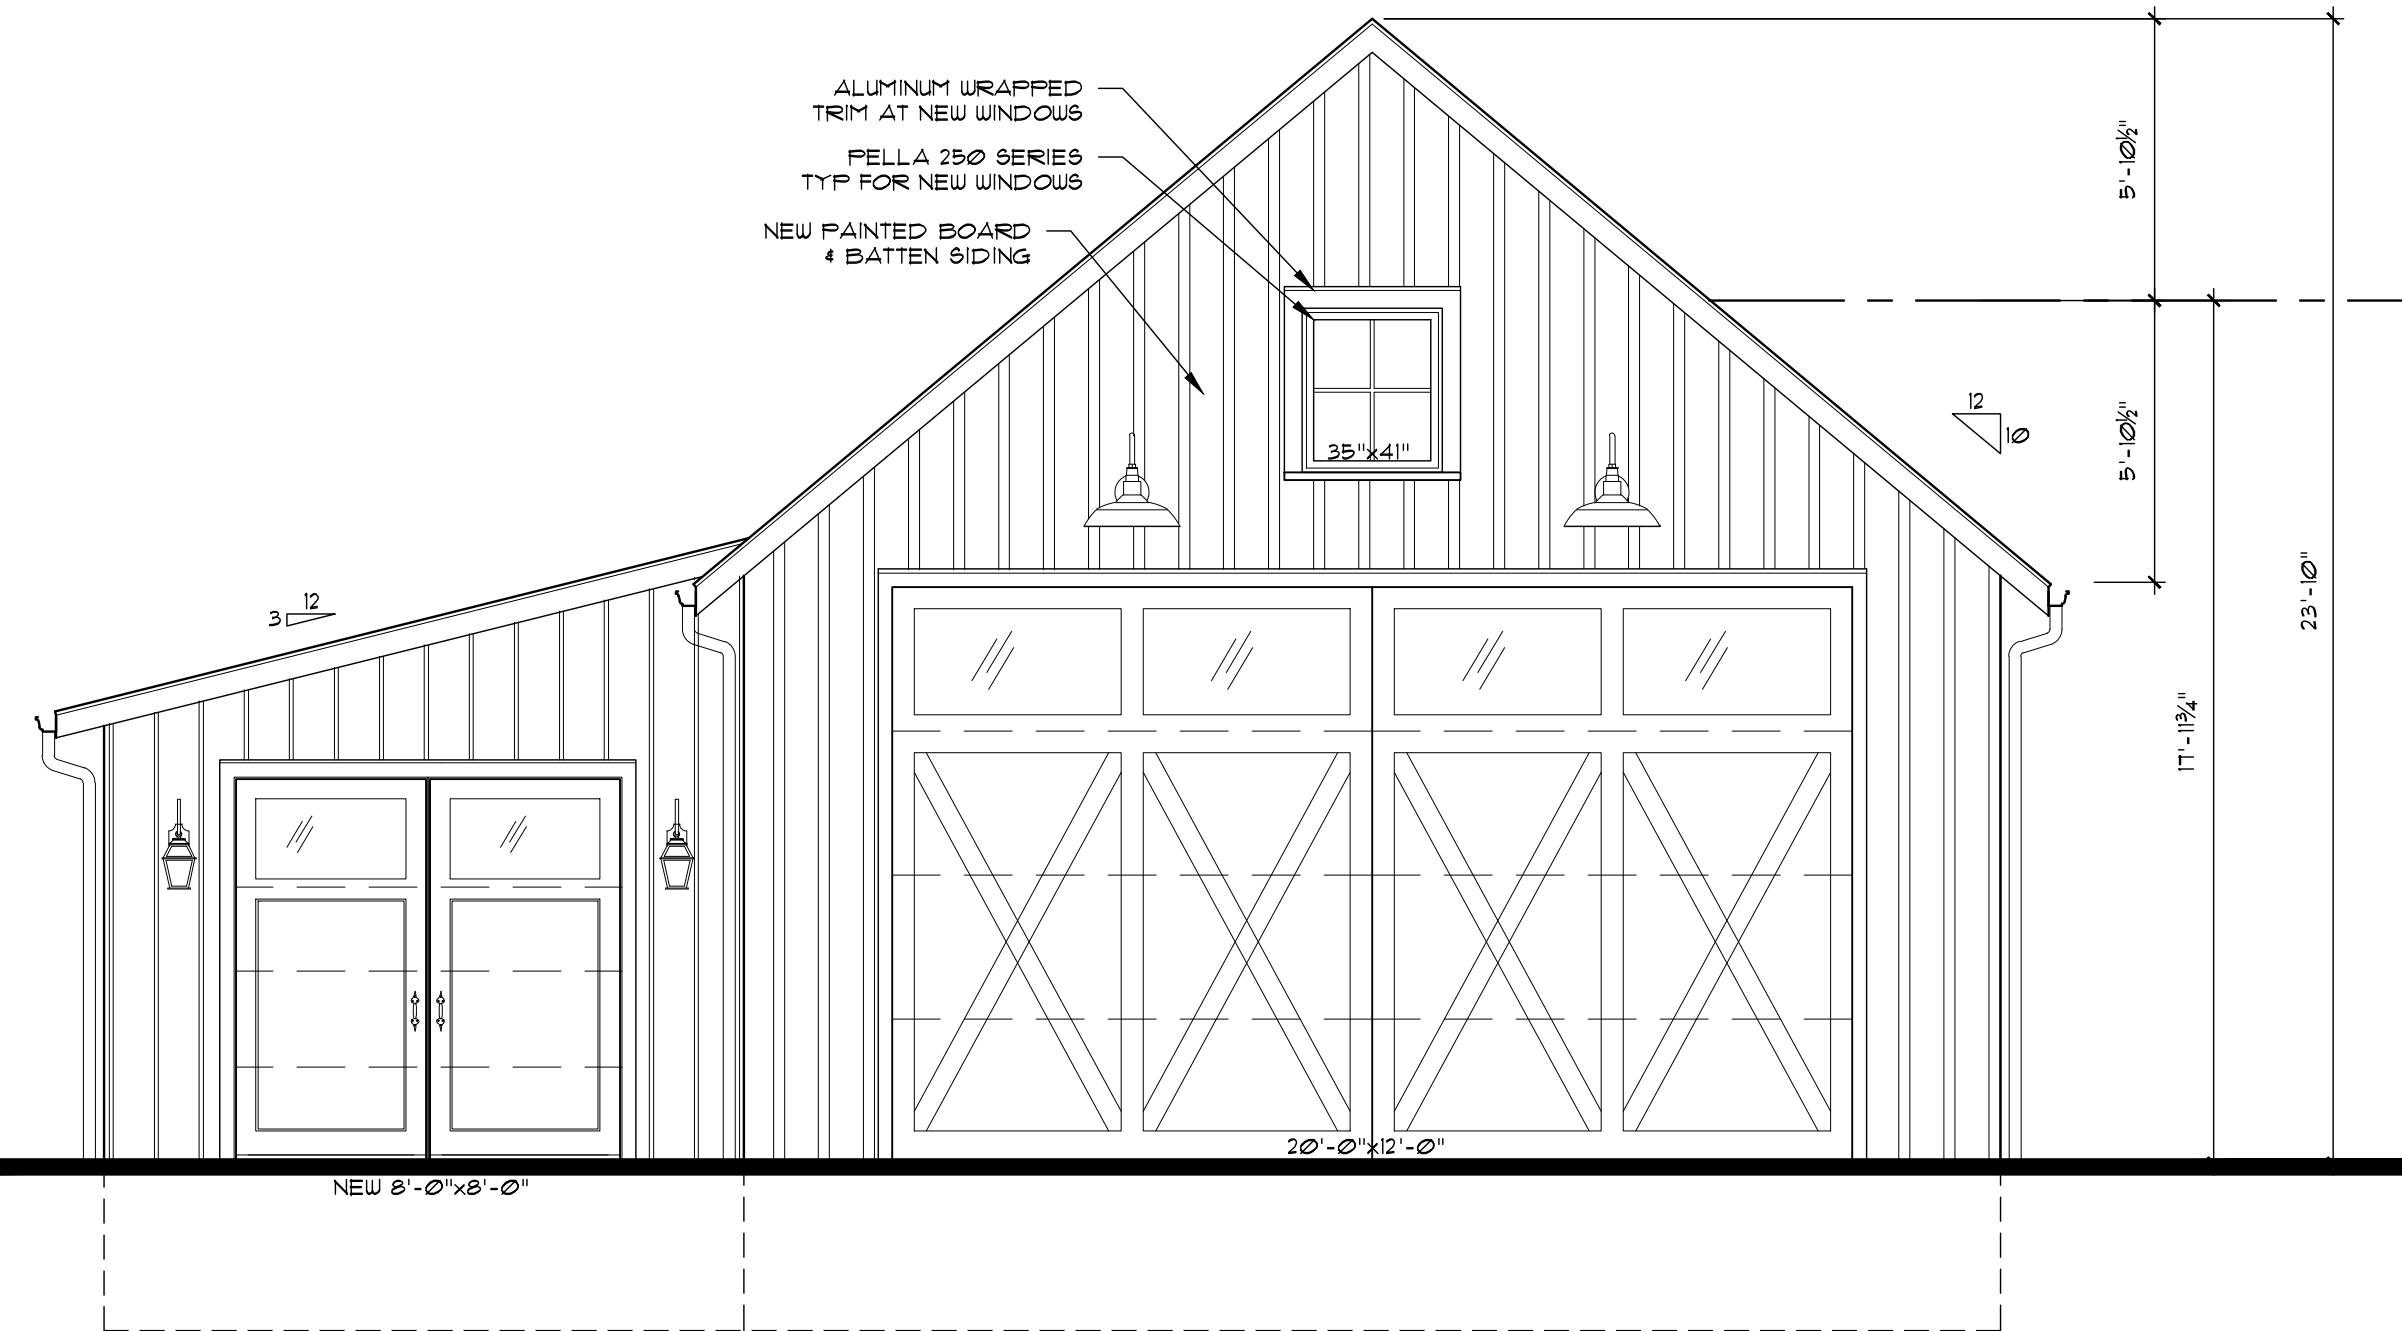 ALUMINUM WRAPPED
TRIM AT NEW WINDOWS
PELLA 250 SERIES
TYP FOR NEW WINDOWS
NEW PAINTED BOARD
& BATTEN SIDING
5'-10½"
35"x41"
12
10
5'-10½"
23'-10"
12
3
17'-11¾"
20'-0"x12'-0"
NEW 8'-0"x8'-0"